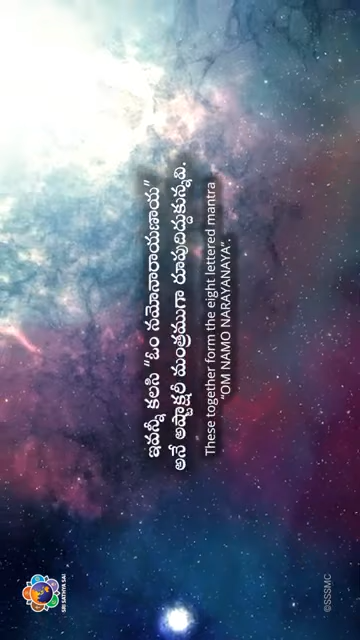 ఇవన్నీ కలసి "ఓం నమోనారాయణాయ"
అనే అష్టాక్షరీ మంత్రముగా రూపుదిద్దుకున్నవి.
These together form the eight lettered mantra
"OM NAMO NARAYANAYA".
SRI SATHYA SAI
©SSSMC